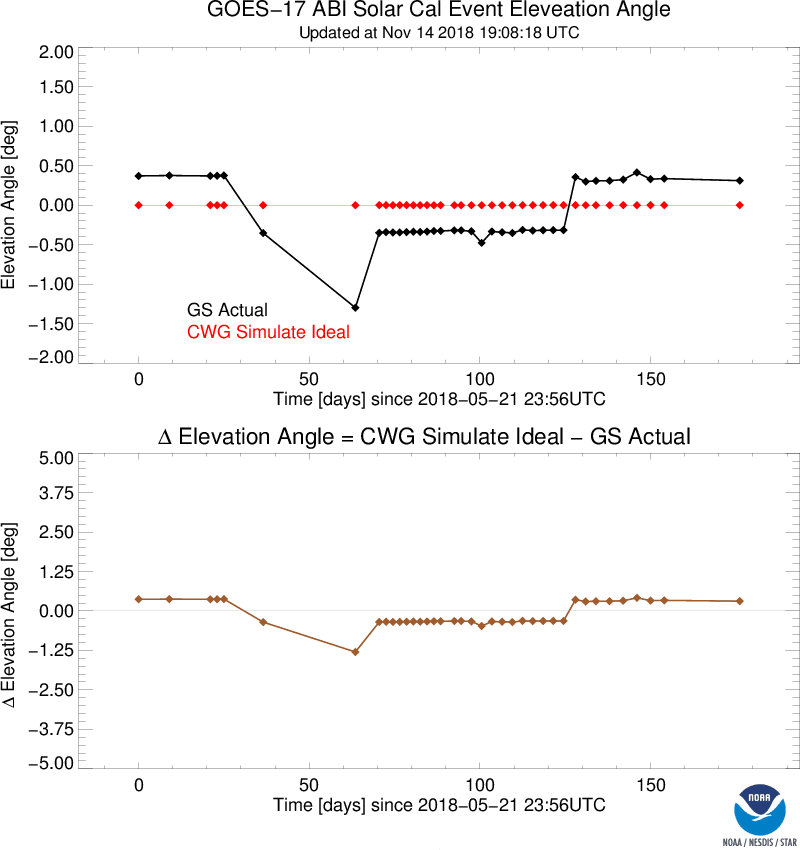 GOES−17 ABI Solar Cal Event Eleveation Angle
Updated at Nov 14 2018 19:08:18 UTC
2.00
1.50
1.00
0.50
0.00
−0.50
−1.00
−1.50
−2.00
Elevation Angle [deg]
GS Actual
CWG Simulate Ideal
0 50 100 150
Time [days] since 2018−05−21 23:56UTC
Δ Elevation Angle = CWG Simulate Ideal − GS Actual
5.00
3.75
2.50
1.25
0.00
−1.25
−2.50
−3.75
−5.00
Δ Elevation Angle [deg]
0 50 100 150
Time [days] since 2018−05−21 23:56UTC
NOAA
NOAA / NESDIS / STAR